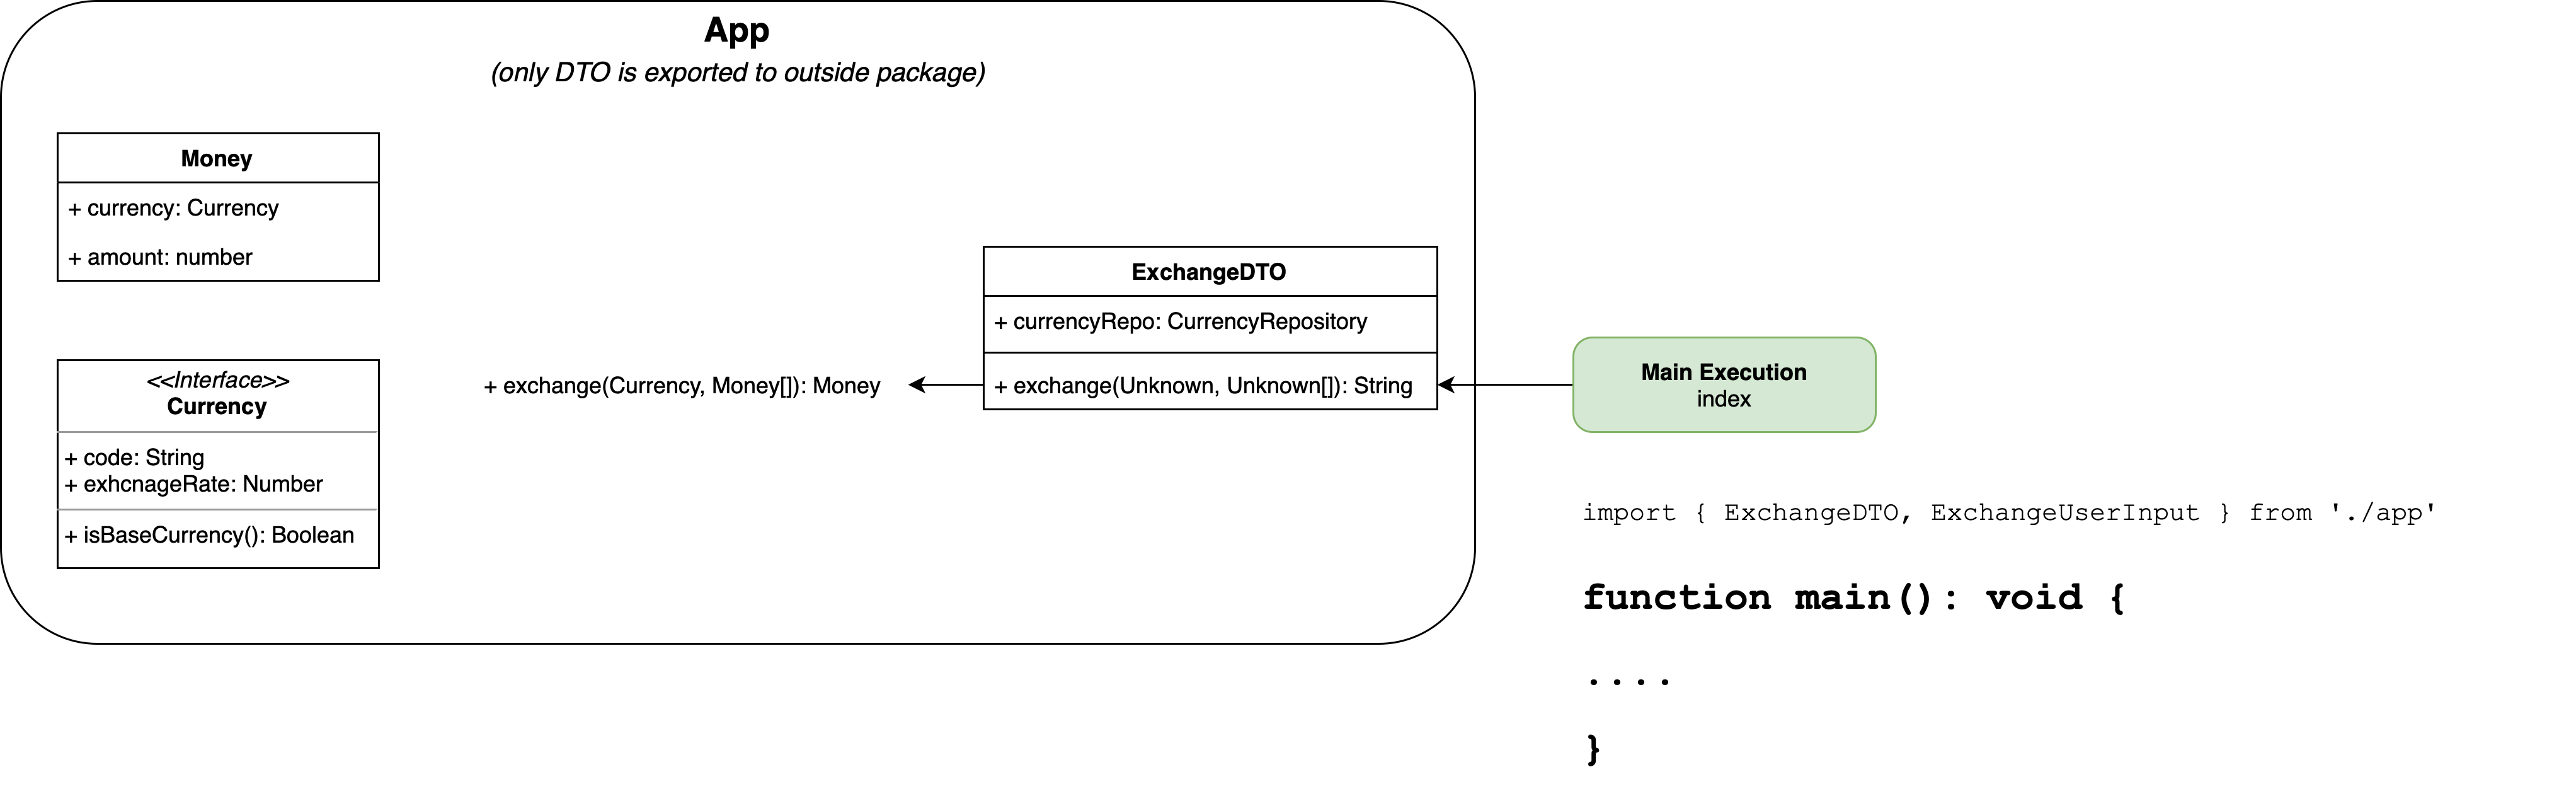 App
(only DTO is exported to outside package)
Money
+ currency: Currency
+ amount: number
<<Interface>>
Currency
+ code: String
+ exhcnageRate: Number
+ isBaseCurrency(): Boolean
+ exchange(Currency, Money[]): Money
ExchangeDTO
+ currencyRepo: CurrencyRepository
+ exchange(Unknown, Unknown[]): String
Main Execution
index
import { ExchangeDTO, ExchangeUserInput } from './app'
function main(): void {
....
}